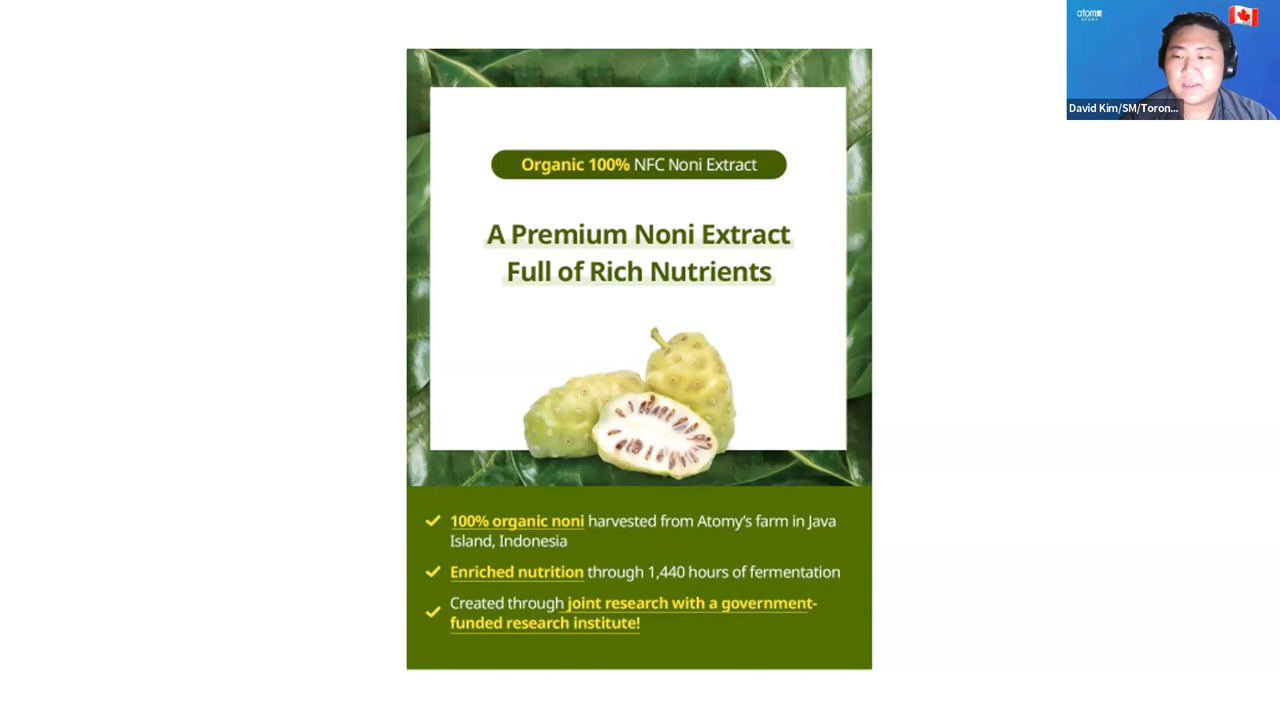 atomy
ATOMY
David Kim/SM/Toron...
Organic 100% NFC Noni Extract
A Premium Noni Extract
Full of Rich Nutrients
100% organic noni harvested from Atomy's farm in Java
Island, Indonesia
Enriched nutrition through 1,440 hours of fermentation
Created through joint research with a government-
funded research institute!